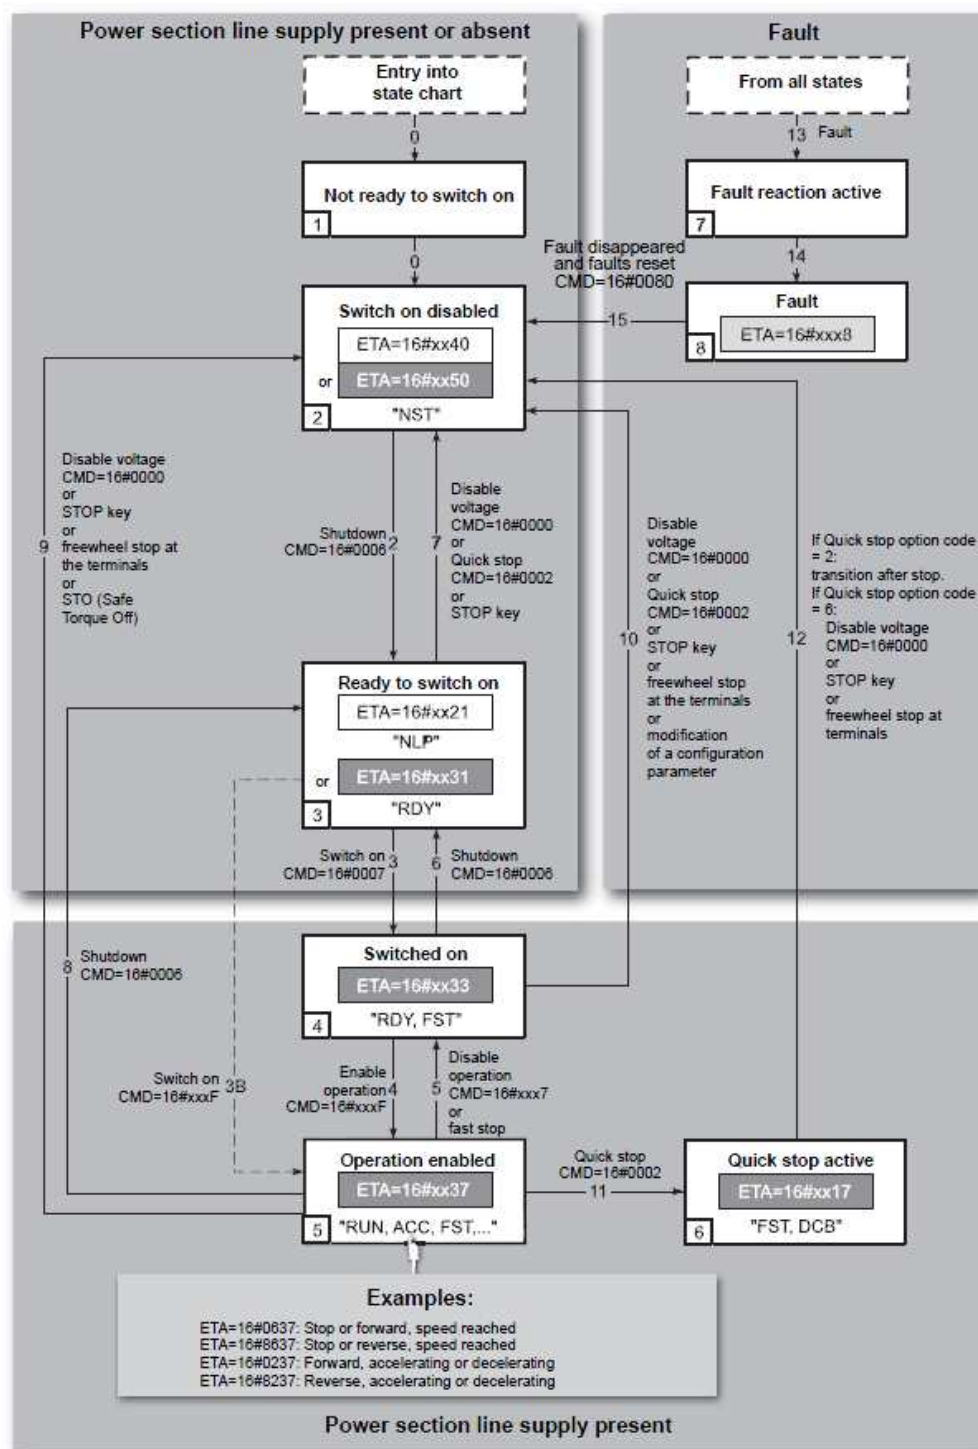 Power section line supply present or absent
Entry into
state chart
0
Not ready to switch on
1
0
Switch on disabled
ETA=16#xx40
or
ETA=16#xx50
2
"NST"
Disable voltage
CMD=16#0000
or
STOP key
or
freewheel stop at
the terminals
or
STO (Safe
Torque Off)
9
Shutdown
CMD=16#0006
2
7
Disable
voltage
CMD=16#0000
or
Quick stop
CMD=16#0002
or
STOP key
Ready to switch on
ETA=16#xx21
"NLP"
or
ETA=16#xx31
3
"RDY"
Switch on
CMD=16#0007
3
6
Shutdown
CMD=16#0006
Fault
From all states
13
Fault
Fault reaction active
7
14
Fault disappeared
and faults reset
CMD=16#0080
15
Fault
ETA=16#xxx8
8
Disable
voltage
CMD=16#0000
or
Quick stop
CMD=16#0002
or
STOP key
or
freewheel stop
at the terminals
or
modification
of a configuration
parameter
10
12
If Quick stop option code
= 2:
transition after stop.
If Quick stop option code
= 6:
Disable voltage
CMD=16#0000
or
STOP key
or
freewheel stop at
terminals
Switched on
ETA=16#xx33
4
"RDY, FST"
8
Shutdown
CMD=16#0006
Switch on
CMD=16#xxxF
3B
Enable
operation
CMD=16#xxxF
4
5
Disable
operation
CMD=16#xxx7
or
fast stop
Operation enabled
ETA=16#xx37
5
"RUN, ACC, FST,..."
Quick stop
CMD=16#0002
11
Quick stop active
ETA=16#xx17
6
"FST, DCB"
Examples:
ETA=16#0637: Stop or forward, speed reached
ETA=16#8637: Stop or reverse, speed reached
ETA=16#0237: Forward, accelerating or decelerating
ETA=16#8237: Reverse, accelerating or decelerating
Power section line supply present